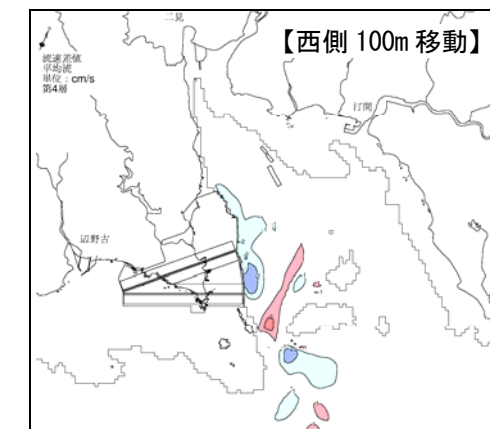 二見
【西側 100m 移動】
流速差値
平均流
単位：cm/s
第4層
汀間
辺野古